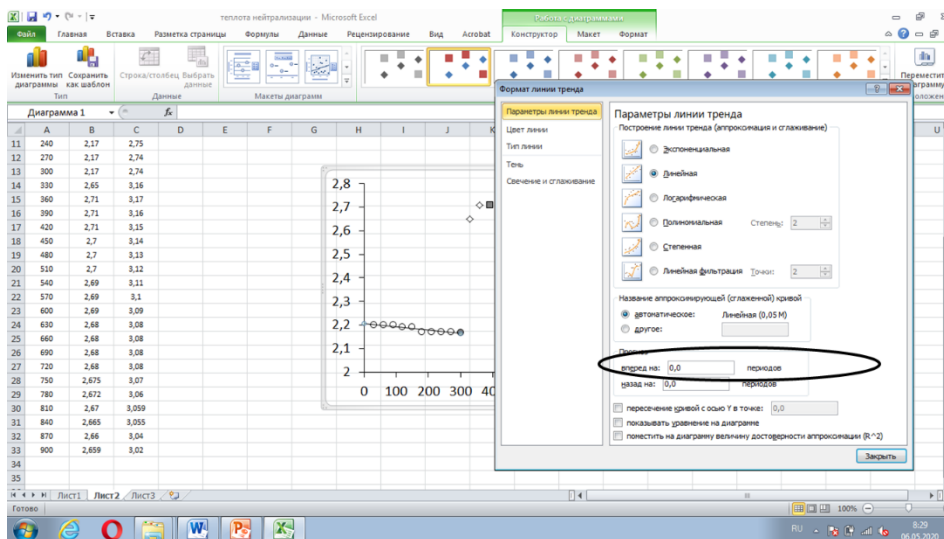 теплота нейтрализации - Microsoft Excel
Работа с диаграммами
Файл Главная Вставка Разметка страницы Формулы Данные Рецензирование Вид Acrobat Конструктор Макет Формат
Изменить тип диаграммы
Сохранить как шаблон
Строка/столбец
Выбрать данные
Тип
Данные
Макеты диаграмм
Диаграмма 1
fx
A B C D E F G H I J
U
11 240 2,17 2,75
12 270 2,17 2,74
13 300 2,17 2,74
14 330 2,65 3,16
15 360 2,71 3,17
16 390 2,71 3,16
17 420 2,71 3,15
18 450 2,7 3,14
19 480 2,7 3,13
20 510 2,7 3,12
21 540 2,69 3,11
22 570 2,69 3,1
23 600 2,69 3,09
24 630 2,68 3,08
25 660 2,68 3,08
26 690 2,68 3,08
27 720 2,68 3,08
28 750 2,675 3,07
29 780 2,672 3,06
30 810 2,67 3,059
31 840 2,665 3,055
32 870 2,66 3,04
33 900 2,659 3,02
34
35
2,8
2,7
2,6
2,5
2,4
2,3
2,2
2,1
2
0 100 200 300
Формат линии тренда
Параметры линии тренда
Цвет линии
Тип линии
Тень
Свечение и сглаживание
Параметры линии тренда
Построение линии тренда (аппроксимация и сглаживание)
Экспоненциальная
Линейная
Логарифмическая
Полиномиальная Степень: 2
Степенная
Линейная фильтрация Точки: 2
Название аппроксимирующей (сглаженной) кривой
автоматическое: Линейная (0,05 М)
другое:
Прогноз
вперед на: 0,0 периодов
назад на: 0,0 периодов
пересечение кривой с осью Y в точке: 0,0
показывать уравнение на диаграмме
поместить на диаграмму величину достоверности аппроксимации (R^2)
Закрыть
Лист1 Лист2 Лист3
Готово
100%
RU
8:29
06.05.2020